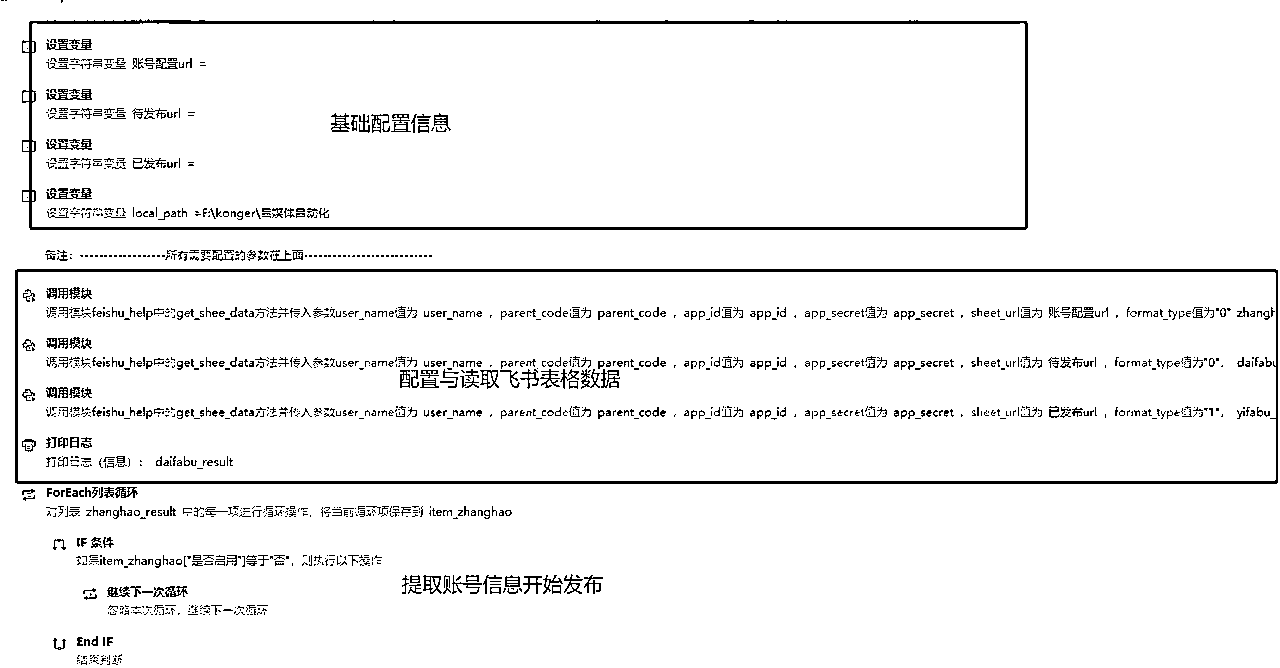 设置变量
设置字符串变量 账号配置url =
设置变量
设置字符串变量 待发布url =
基础配置信息
设置变量
设置字符串变量 已发布url =
设置变量
设置字符串变量 local_path =F:\konger\自媒体自动化
备注: ------------------所有需要配置的参数在上面---------------------------
调用模块
调用模块feishu_help中的get_shee_data方法并传入参数user_name值为 user_name , parent_code值为 parent_code , app_id值为 app_id , app_secret值为 app_secret , sheet_url值为 账号配置url , format_type值为"0" zhangh
调用模块
调用模块feishu_help中的get_shee_data方法并传入参数user_name值为 user_name , parent_code值为 parent_code , app_id值为 app_id , app_secret值为 app_secret , sheet_url值为 待发布url , format_type值为"0", daifabu
配置与读取飞书表格数据
调用模块
调用模块feishu_help中的get_shee_data方法并传入参数user_name值为 user_name , parent_code值为 parent_code , app_id值为 app_id , app_secret值为 app_secret , sheet_url值为 已发布url , format_type值为"1", yifabu_
打印日志
打印日志（信息）: daifabu_result
ForEach列表循环
对列表 zhanghao_result 中的每一项进行循环操作, 将当前循环项保存到 item_zhanghao
IF 条件
如果item_zhanghao["是否启用"]等于"否", 则执行以下操作
提取账号信息开始发布
继续下一次循环
忽略本次循环, 继续下一次循环
End IF
结束判断